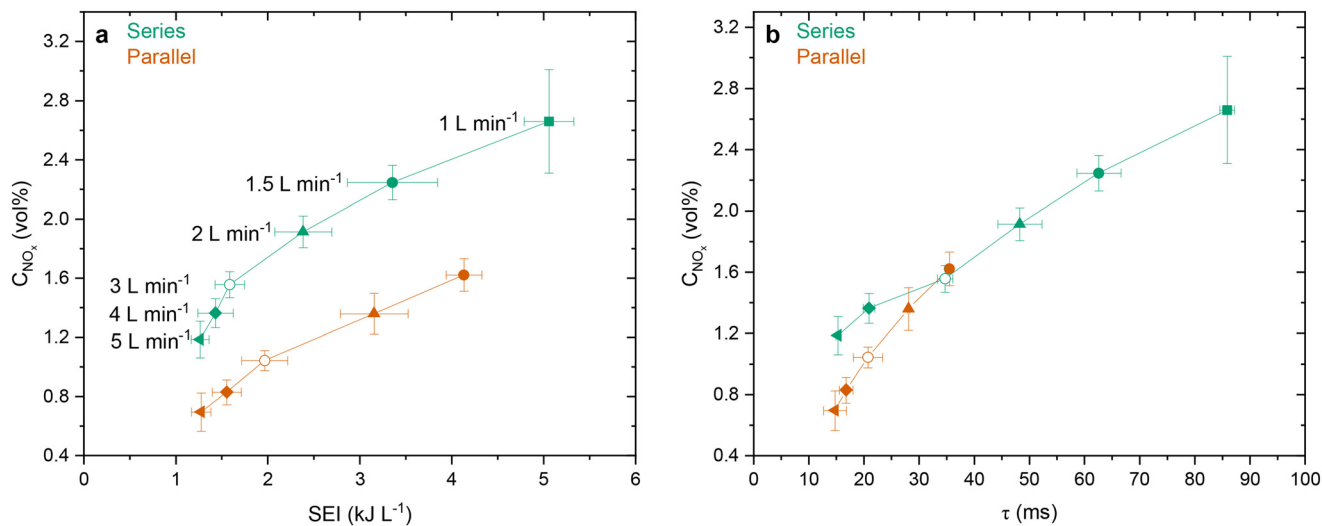 a
Series
Parallel
3.2
2.8
2.4
2.0
1.6
1.2
0.8
0.4
C_NOₓ (vol%)
1 L min⁻¹
1.5 L min⁻¹
2 L min⁻¹
3 L min⁻¹
4 L min⁻¹
5 L min⁻¹
0 1 2 3 4 5 6
SEI (kJ L⁻¹)
b
Series
Parallel
3.2
2.8
2.4
2.0
1.6
1.2
0.8
0.4
C_NOₓ (vol%)
0 10 20 30 40 50 60 70 80 90 100
τ (ms)